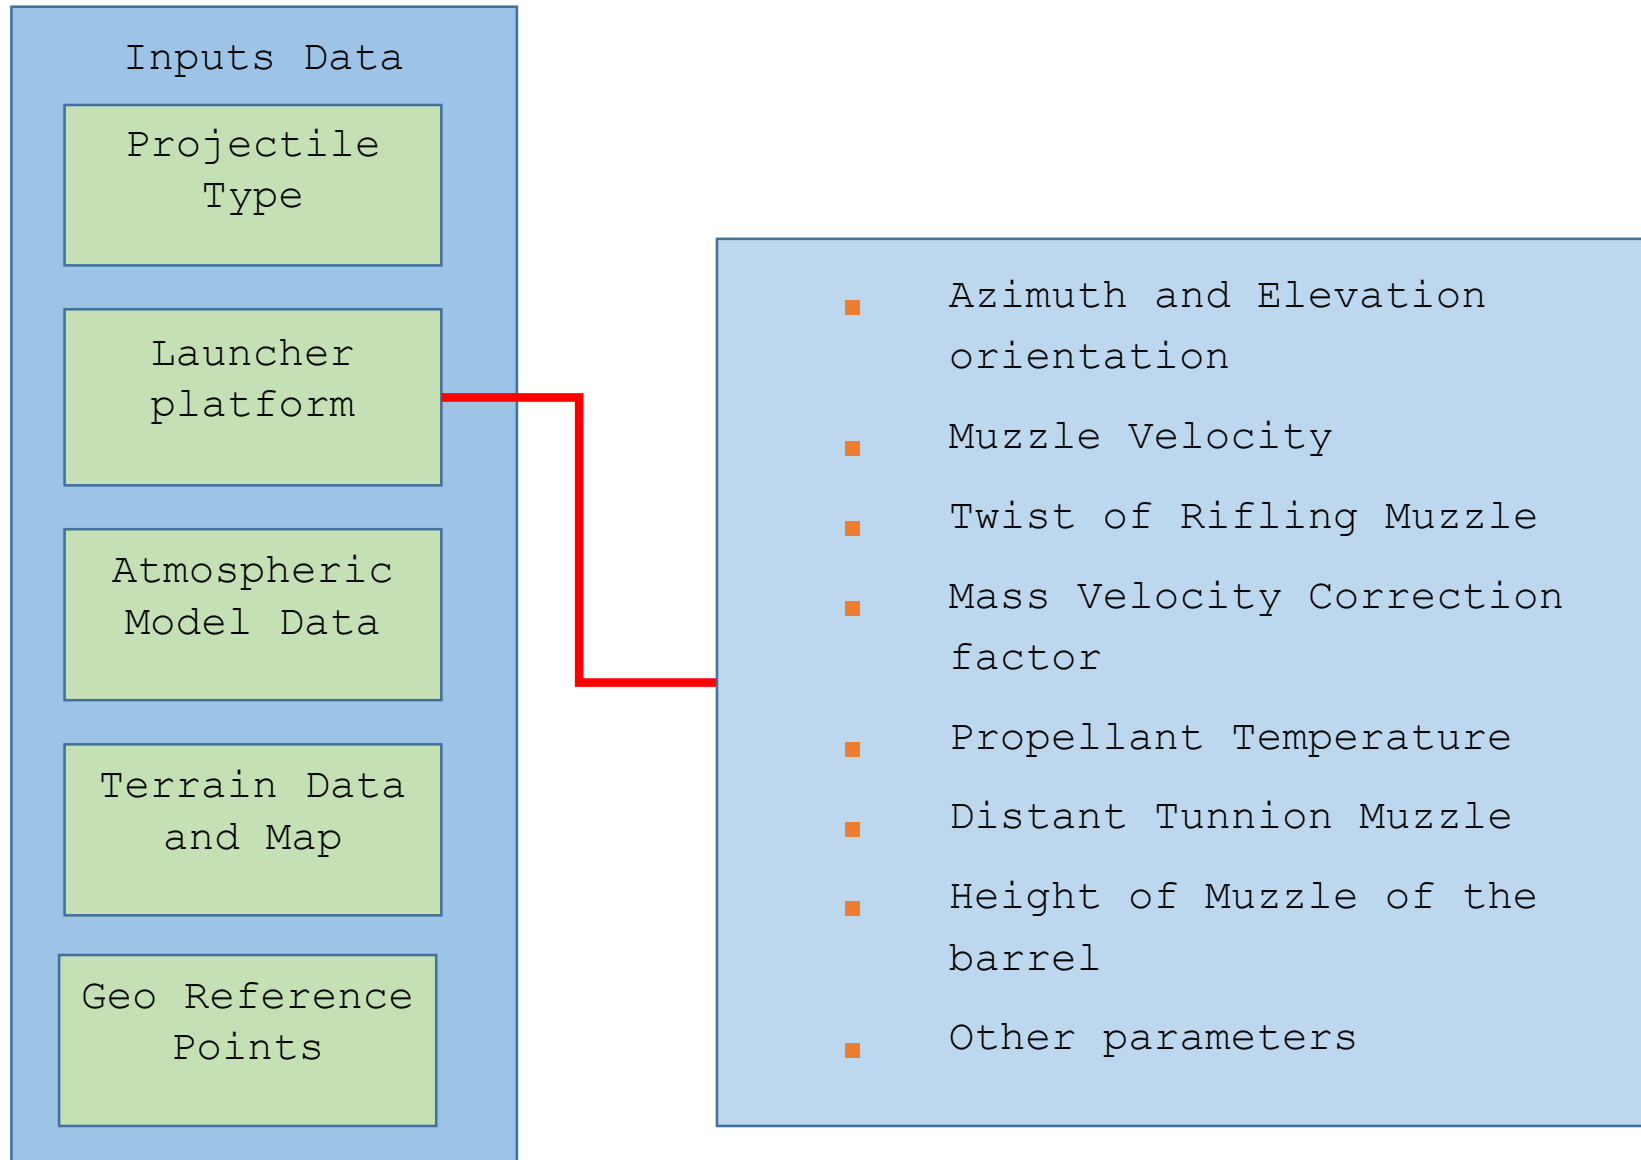 Inputs Data
Projectile
Type
Launcher
platform
Atmospheric
Model Data
Terrain Data
and Map
Geo Reference
Points
Azimuth and Elevation
orientation
Muzzle Velocity
Twist of Rifling Muzzle
Mass Velocity Correction
factor
Propellant Temperature
Distant Tunnion Muzzle
Height of Muzzle of the
barrel
Other parameters